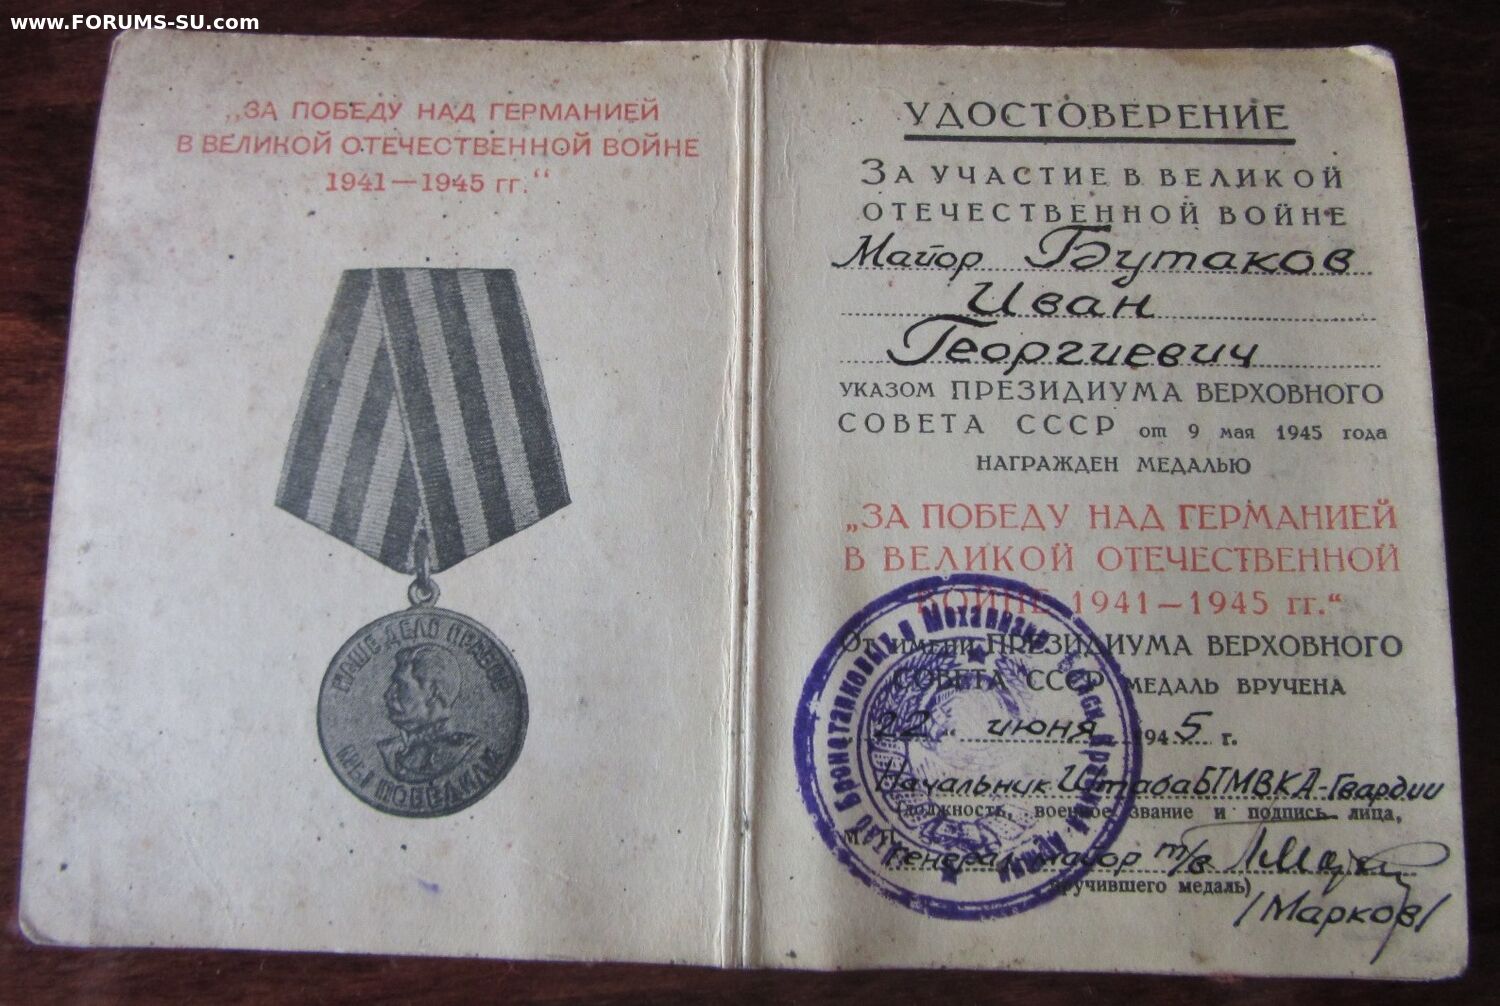 www.FORUMS-SU.com
„ЗА ПОБЕДУ НАД ГЕРМАНИЕЙ
В ВЕЛИКОЙ ОТЕЧЕСТВЕННОЙ ВОЙНЕ
1941—1945 гг.“
НАШЕ ДЕЛО ПРАВОЕ
МЫ ПОБЕДИЛИ
УДОСТОВЕРЕНИЕ
ЗА УЧАСТИЕ В ВЕЛИКОЙ
ОТЕЧЕСТВЕННОЙ ВОЙНЕ
Майор Бутаков
Иван
Георгиевич
УКАЗОМ ПРЕЗИДИУМА ВЕРХОВНОГО
СОВЕТА СССР от 9 мая 1945 года
НАГРАЖДЕН МЕДАЛЬЮ
„ЗА ПОБЕДУ НАД ГЕРМАНИЕЙ
В ВЕЛИКОЙ ОТЕЧЕСТВЕННОЙ
ВОЙНЕ 1941—1945 гг.“
От имени ПРЕЗИДИУМА ВЕРХОВНОГО
СОВЕТА СССР МЕДАЛЬ ВРУЧЕНА
22 „ июня 1945 г.
Начальник Штаба БТМВКА-Гвардии
(должность, военное звание и подпись лица,
М. П.
Генерал-майор т/в
вручившего медаль)
/Марков/